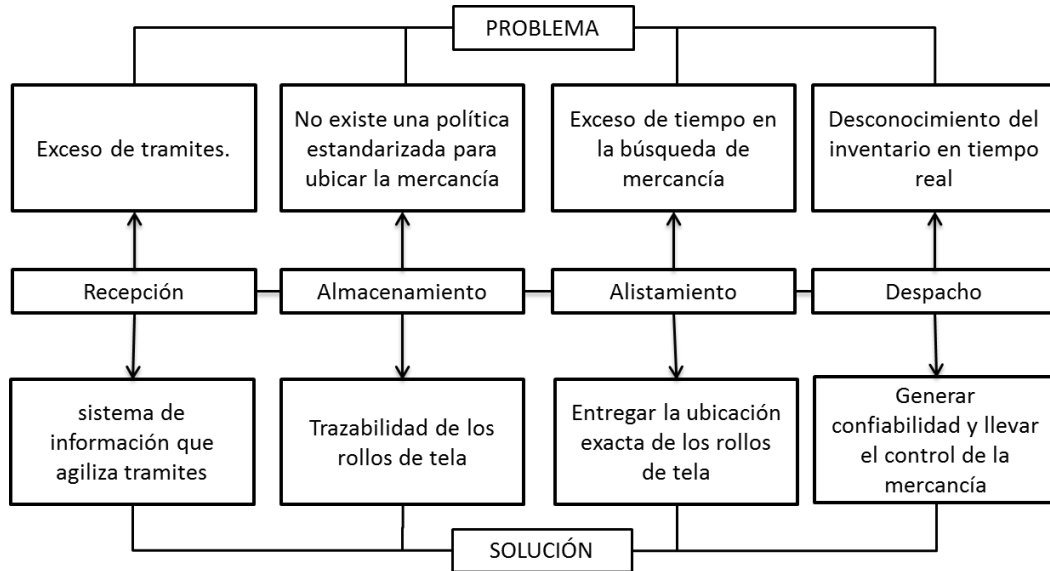 PROBLEMA
Exceso de tramites.
No existe una política
estandarizada para
ubicar la mercancía
Exceso de tiempo en
la búsqueda de
mercancía
Desconocimiento del
inventario en tiempo
real
Recepción
Almacenamiento
Alistamiento
Despacho
sistema de
información que
agiliza tramites
Trazabilidad de los
rollos de tela
Entregar la ubicación
exacta de los rollos
de tela
Generar
confiabilidad y llevar
el control de la
mercancía
SOLUCIÓN